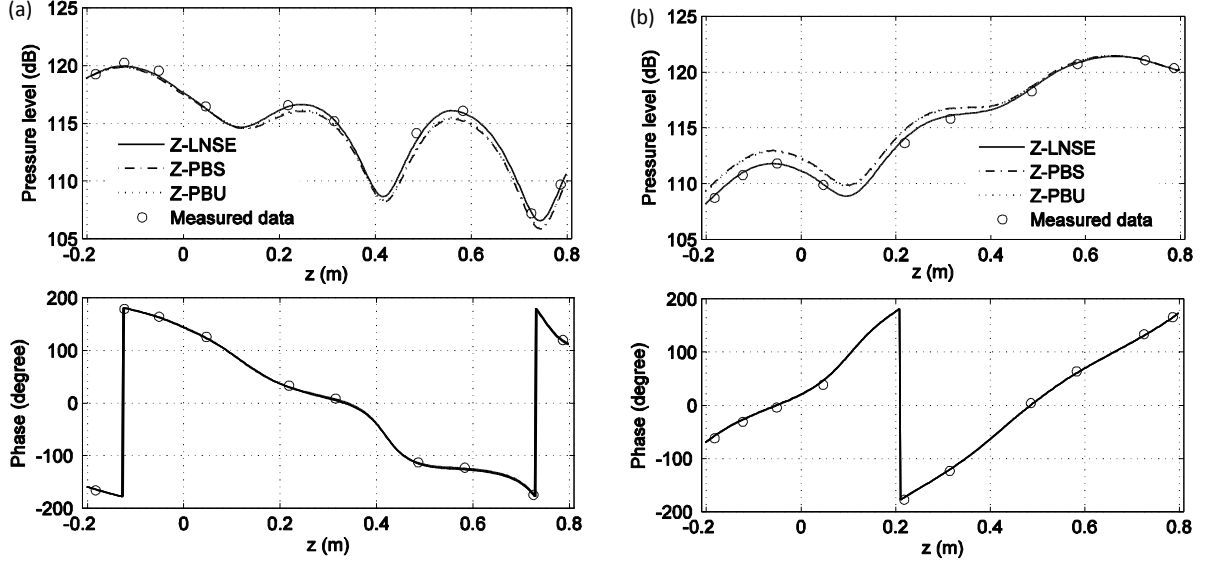 (a)
Pressure level (dB)
125
120
115
110
105
Z-LNSE
Z-PBS
Z-PBU
Measured data
-0.2 0 0.2 0.4 0.6 0.8
z (m)
Phase (degree)
200
100
0
-100
-200
-0.2 0 0.2 0.4 0.6 0.8
z (m)
(b)
Pressure level (dB)
125
120
115
110
105
Z-LNSE
Z-PBS
Z-PBU
Measured data
-0.2 0 0.2 0.4 0.6 0.8
z (m)
Phase (degree)
200
100
0
-100
-200
-0.2 0 0.2 0.4 0.6 0.8
z (m)